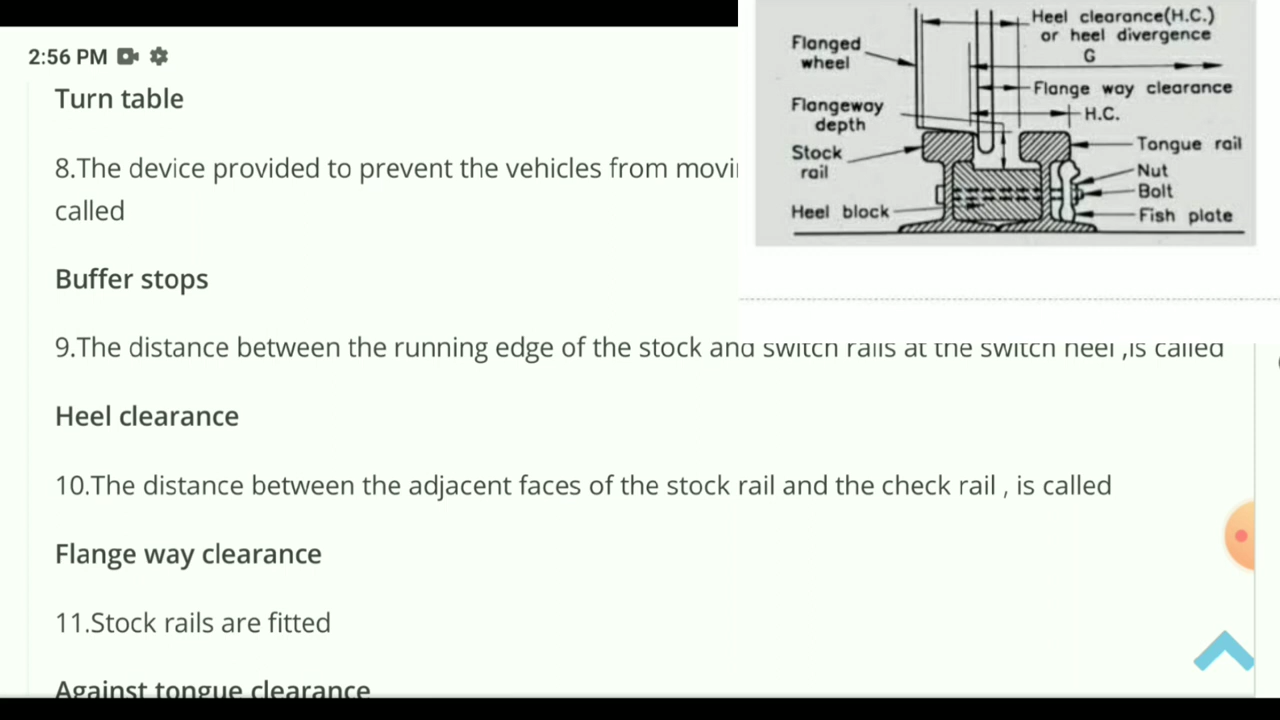 2:56 PM
Turn table
8.The device provided to prevent the vehicles from
called
Buffer stops
9.The distance between the running edge of the stock and switch rails at the switch heel ,is called
Heel clearance
10.The distance between the adjacent faces of the stock rail and the check rail , is called
Flange way clearance
11.Stock rails are fitted
Against tongue clearance
Heel clearance(H.C.)
or heel divergence
G
Flanged
wheel
Flange way clearance
Flangeway
depth
H.C.
Stock
rail
Tongue rail
Nut
Bolt
Heel block
Fish plate